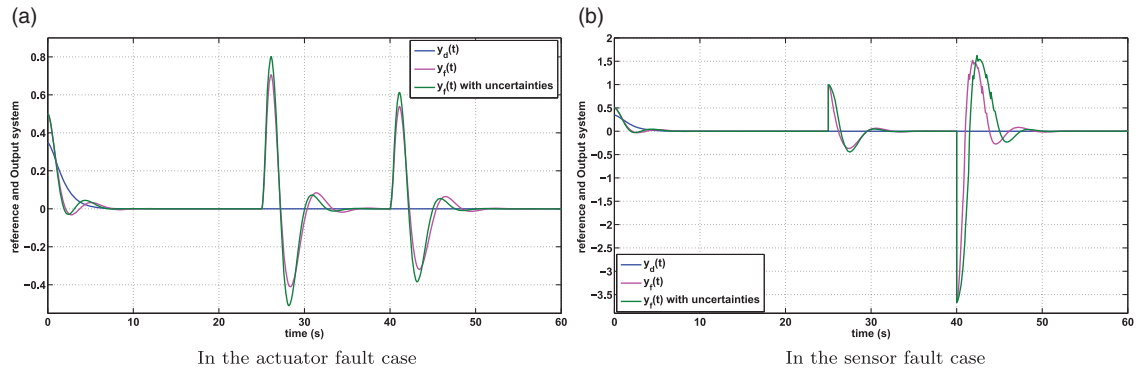 (a)
reference and Output system
0.8
0.6
0.4
0.2
0
−0.2
−0.4
y_d(t)
y_f(t)
y_f(t) with uncertainties
0 10 20 30 40 50 60
time (s)
In the actuator fault case
(b)
reference and Output system
2
1.5
1
0.5
0
−0.5
−1
−1.5
−2
−2.5
−3
−3.5
y_d(t)
y_f(t)
y_f(t) with uncertainties
0 10 20 30 40 50 60
time (s)
In the sensor fault case